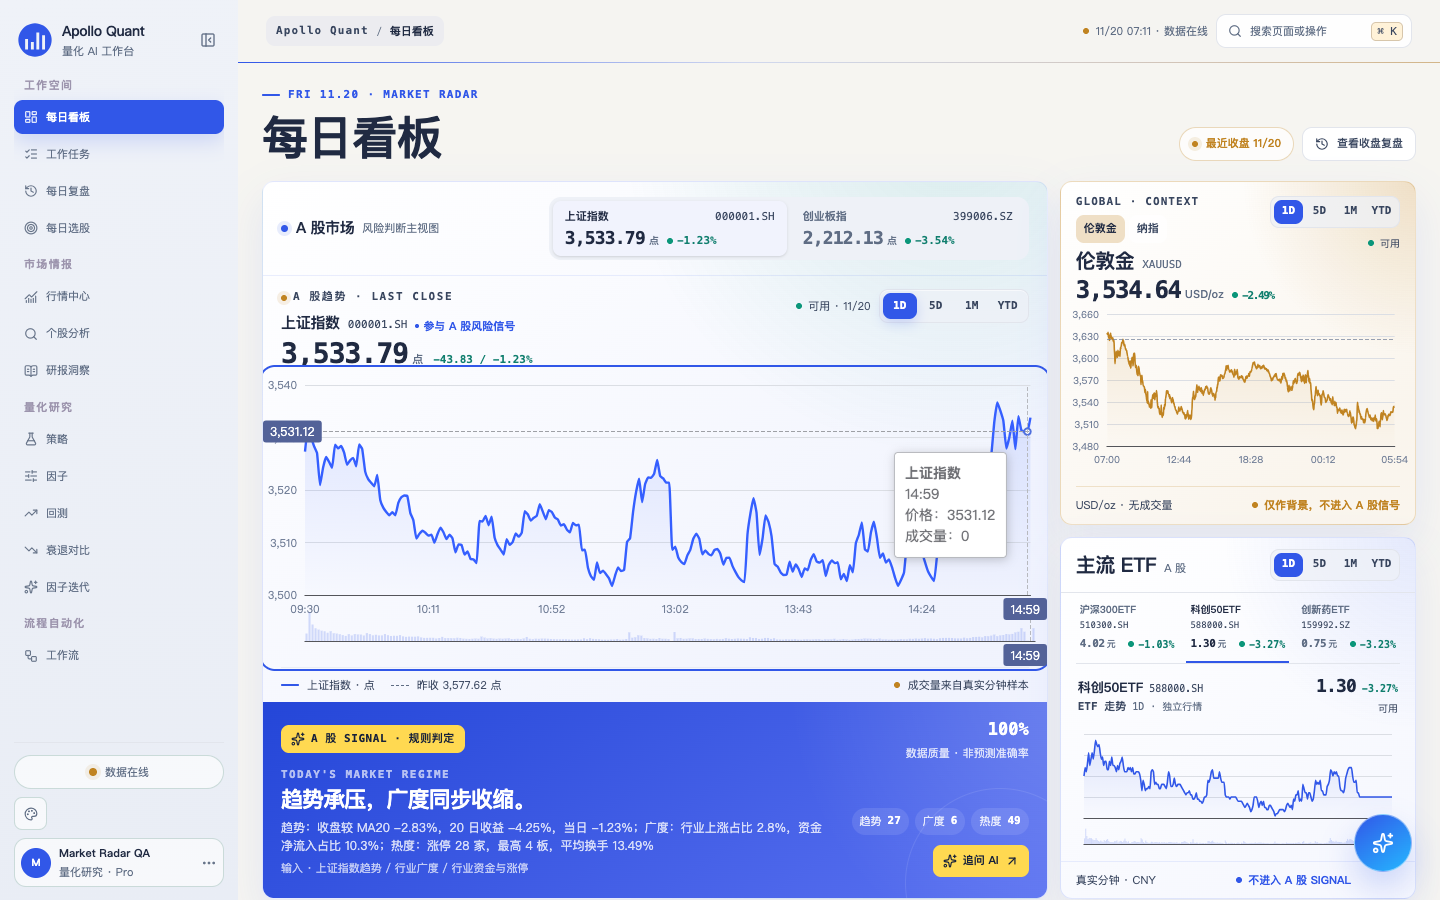 Apollo Quant
量化 AI 工作台
工作空间
每日看板
工作任务
每日复盘
每日选股
市场情报
行情中心
个股分析
研报洞察
量化研究
策略
因子
回测
衰退对比
因子迭代
流程自动化
工作流
数据在线
M
Market Radar QA
量化研究 · Pro
Apollo Quant / 每日看板
11/20 07:11 · 数据在线
搜索页面或操作
⌘ K
FRI 11.20 · MARKET RADAR
每日看板
最近收盘 11/20
查看收盘复盘
A 股市场 风险判断主视图
上证指数 000001.SH
3,533.79 点 −1.23%
创业板指 399006.SZ
2,212.13 点 −3.54%
A 股趋势 · LAST CLOSE
可用 · 11/20
1D 5D 1M YTD
上证指数 000001.SH 参与 A 股风险信号
3,533.79 点 −43.83 / −1.23%
3,540
3,531.12
3,520
3,510
3,500
上证指数
14:59
价格： 3531.12
成交量： 0
09:30 10:11 10:52 13:02 13:43 14:24 14:59
14:59
上证指数 · 点 昨收 3,577.62 点
成交量来自真实分钟样本
A 股 SIGNAL · 规则判定
100%
数据质量 · 非预测准确率
TODAY'S MARKET REGIME
趋势承压，广度同步收缩。
趋势：收盘较 MA20 −2.83%，20 日收益 −4.25%，当日 −1.23%；广度：行业上涨占比 2.8%，资金
净流入占比 10.3%；热度：涨停 28 家，最高 4 板，平均换手 13.49%
输入 · 上证指数趋势 / 行业广度 / 行业资金与涨停
趋势 27 广度 6 热度 49
追问 AI
GLOBAL · CONTEXT
1D 5D 1M YTD
伦敦金 纳指
可用
伦敦金 XAUUSD
3,534.64 USD/oz −2.49%
3,660
3,630
3,600
3,570
3,540
3,510
3,480
07:00 12:44 18:28 00:12 05:54
USD/oz · 无成交量
仅作背景，不进入 A 股信号
主流 ETF A 股
1D 5D 1M YTD
沪深300ETF
510300.SH
4.02 元 −1.03%
科创50ETF
588000.SH
1.30 元 −3.27%
创新药ETF
159992.SZ
0.75 元 −3.23%
科创50ETF 588000.SH
1.30 −3.27%
ETF 走势 1D · 独立行情
可用
真实分钟 · CNY
不进入 A 股 SIGNAL